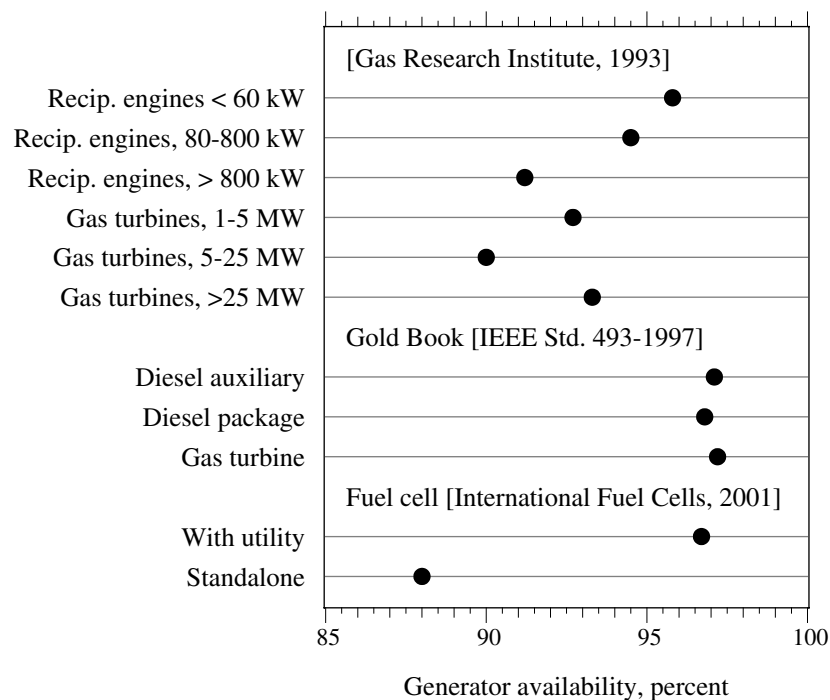 [Gas Research Institute, 1993]
Recip. engines < 60 kW
Recip. engines, 80-800 kW
Recip. engines, > 800 kW
Gas turbines, 1-5 MW
Gas turbines, 5-25 MW
Gas turbines, >25 MW
Gold Book [IEEE Std. 493-1997]
Diesel auxiliary
Diesel package
Gas turbine
Fuel cell [International Fuel Cells, 2001]
With utility
Standalone
85 90 95 100
Generator availability, percent